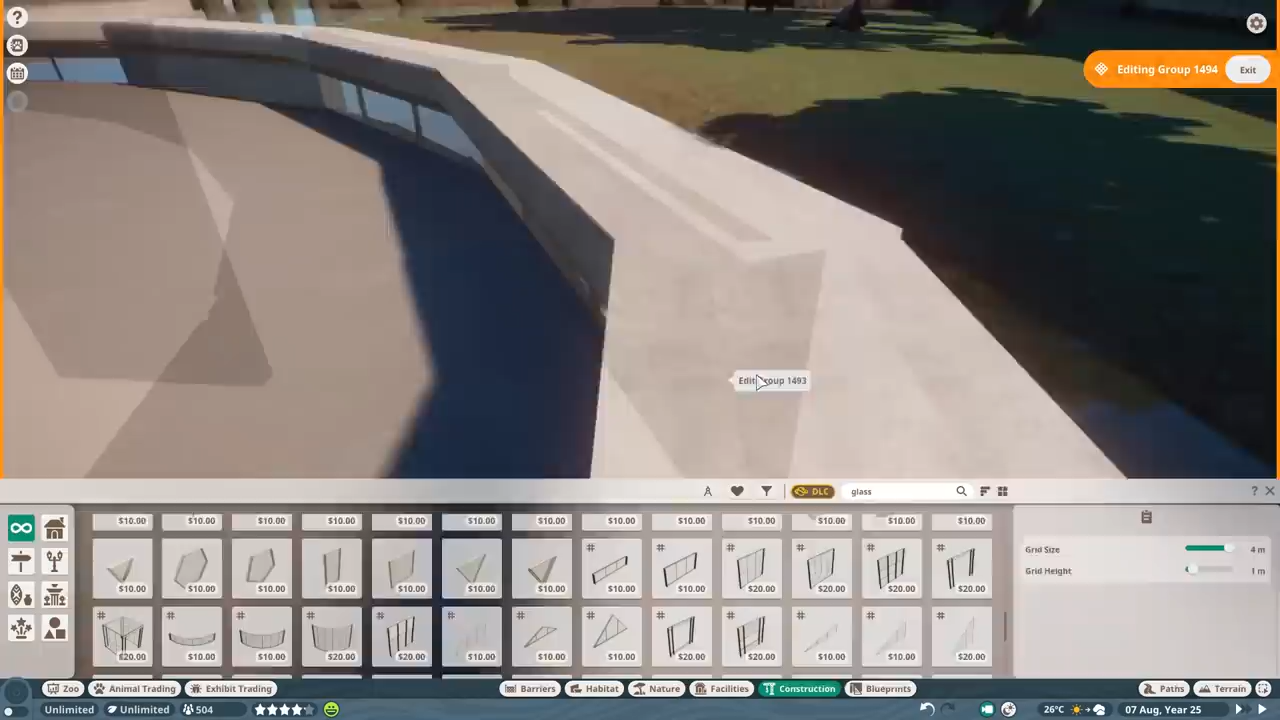 Editing Group 1494 Exit
Edit Group 1493
DLC glass ? ×
$10.00 $10.00 $10.00 $10.00 $10.00 $10.00 $10.00 $10.00 $10.00 $10.00 $10.00 $10.00 $10.00
$10.00 $10.00 $10.00 $10.00 $10.00 $10.00 $10.00 $10.00 $10.00 $20.00 $20.00 $20.00 $20.00
$20.00 $10.00 $10.00 $20.00 $20.00 $10.00 $10.00 $10.00 $20.00 $20.00 $10.00 $10.00 $20.00
Grid Size 4 m
Grid Height 1 m
Zoo Animal Trading Exhibit Trading Barriers Habitat Nature Facilities Construction Blueprints Paths Terrain
Unlimited Unlimited 504 26°C 07 Aug, Year 25